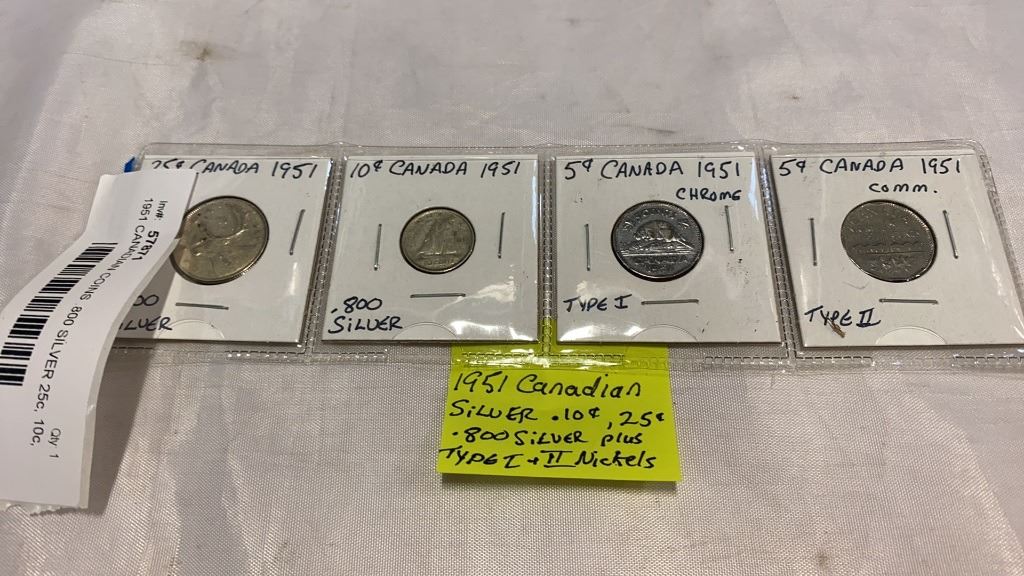 25¢ CANADA 1951
.800
SILVER
10¢ CANADA 1951
.800
SILVER
5¢ CANADA 1951
CHROME
TYPE I
5¢ CANADA 1951
COMM.
TYPE II
Inv#: 57871
1951 CANADIAN COINS .800 SILVER 25c, 10c,
Qty: 1
1951 Canadian
SILVER .10¢, 25¢
.800 SILVER plus
TYPE I + II Nickels